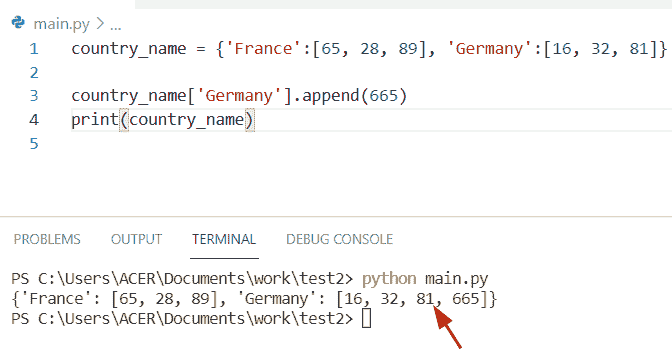 main.py > ...
1 country_name = {'France':[65, 28, 89], 'Germany':[16, 32, 81]}
2
3 country_name['Germany'].append(665)
4 print(country_name)
5
PROBLEMS OUTPUT TERMINAL DEBUG CONSOLE
PS C:\Users\ACER\Documents\work\test2> python main.py
{'France': [65, 28, 89], 'Germany': [16, 32, 81, 665]}
PS C:\Users\ACER\Documents\work\test2>